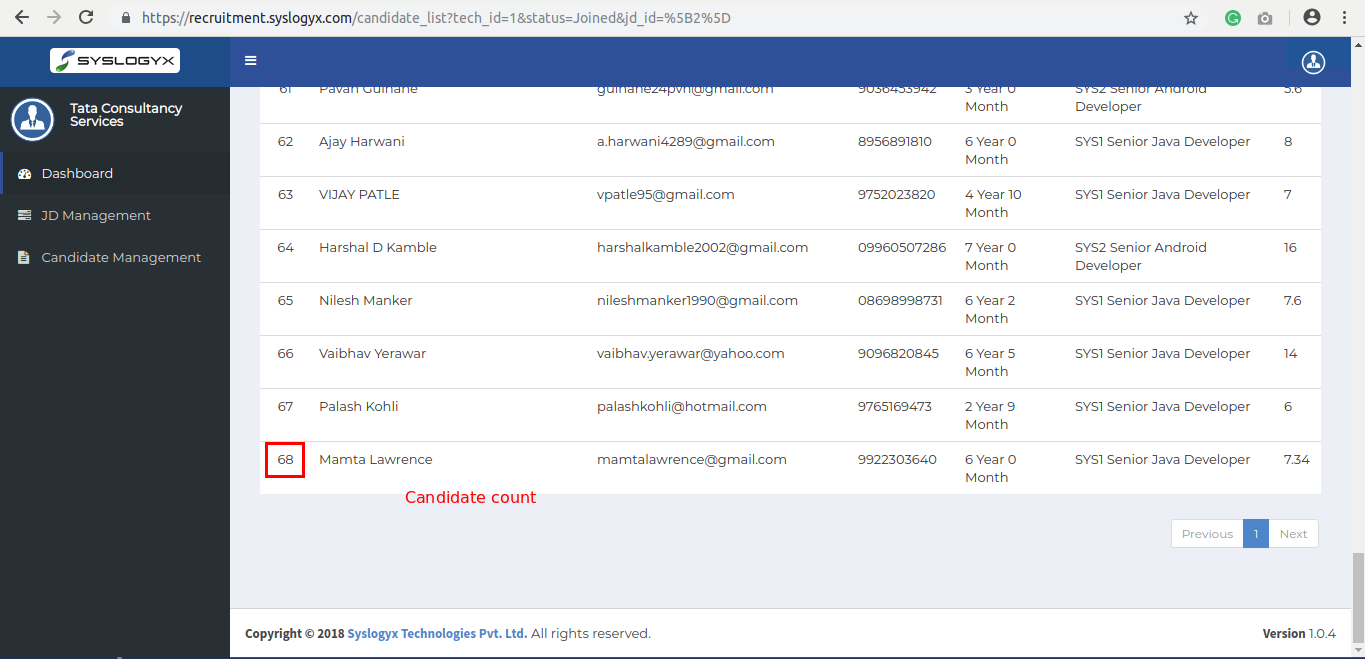 https://recruitment.syslogyx.com/candidate_list?tech_id=1&status=Joined&jd_id=%5B2%5D
SYSLOGYX
Tata Consultancy
Services
Dashboard
JD Management
Candidate Management
61 Pavan Gulhane gulhane24pvn@gmail.com 9036453942 3 Year 0 SYS2 Senior Android 5.6
Month Developer
62 Ajay Harwani a.harwani4289@gmail.com 8956891810 6 Year 0 SYS1 Senior Java Developer 8
Month
63 VIJAY PATLE vpatle95@gmail.com 9752023820 4 Year 10 SYS1 Senior Java Developer 7
Month
64 Harshal D Kamble harshalkamble2002@gmail.com 09960507286 7 Year 0 SYS2 Senior Android 16
Month Developer
65 Nilesh Manker nileshmanker1990@gmail.com 08698998731 6 Year 2 SYS1 Senior Java Developer 7.6
Month
66 Vaibhav Yerawar vaibhav.yerawar@yahoo.com 9096820845 6 Year 5 SYS1 Senior Java Developer 14
Month
67 Palash Kohli palashkohli@hotmail.com 9765169473 2 Year 9 SYS1 Senior Java Developer 6
Month
68 Mamta Lawrence mamtalawrence@gmail.com 9922303640 6 Year 0 SYS1 Senior Java Developer 7.34
Month
Candidate count
Previous 1 Next
Copyright © 2018 Syslogyx Technologies Pvt. Ltd. All rights reserved.
Version 1.0.4